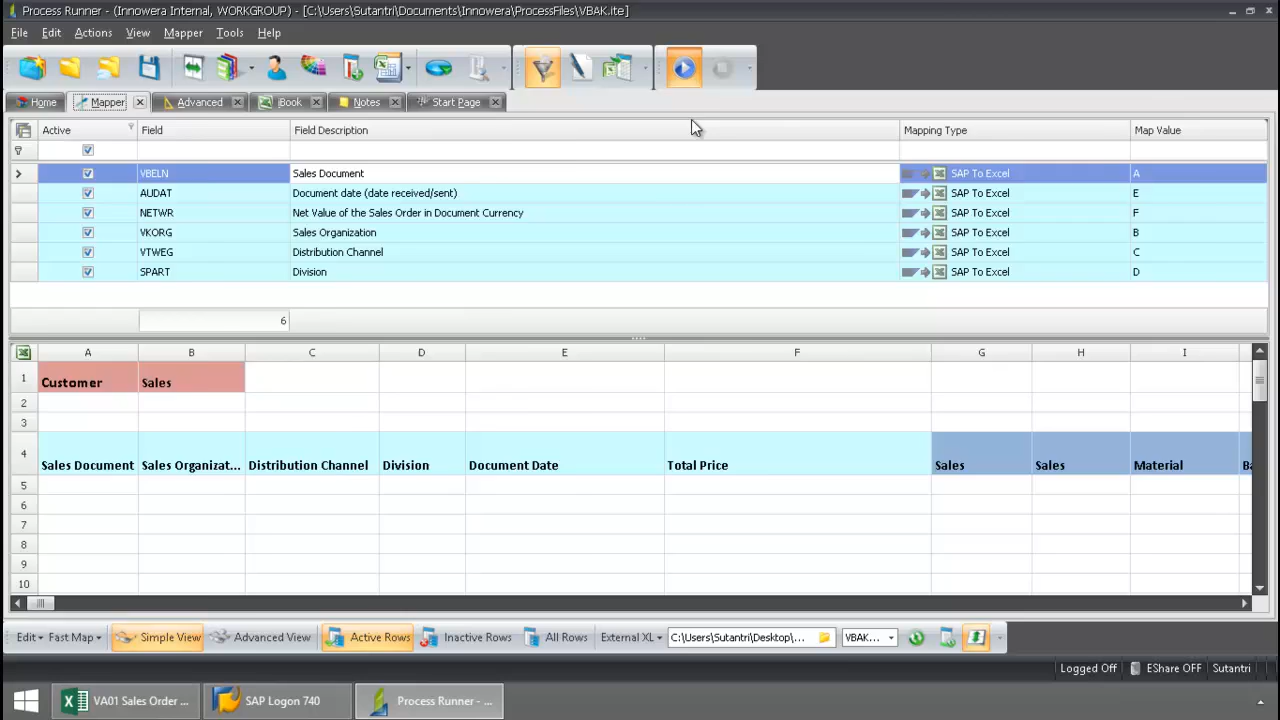 Process Runner - (Innowera Internal, WORKGROUP) - [C:\Users\Sutantri\Documents\Innowera\ProcessFiles\VBAK.ite]
File Edit Actions View Mapper Tools Help
Home Mapper Advanced iBook Notes Start Page
Active Field Field Description Mapping Type Map Value
VBELN Sales Document SAP To Excel A
AUDAT Document date (date received/sent) SAP To Excel E
NETWR Net Value of the Sales Order in Document Currency SAP To Excel F
VKORG Sales Organization SAP To Excel B
VTWEG Distribution Channel SAP To Excel C
SPART Division SAP To Excel D
6
A B C D E F G H I
1 Customer Sales
2
3
4 Sales Document Sales Organizat... Distribution Channel Division Document Date Total Price Sales Sales Material Ba
5
6
7
8
9
10
Edit Fast Map Simple View Advanced View Active Rows Inactive Rows All Rows External XL C:\Users\Sutantri\Desktop\... VBAK...
Logged Off EShare OFF Sutantri
VA01 Sales Order ... SAP Logon 740 Process Runner - ...